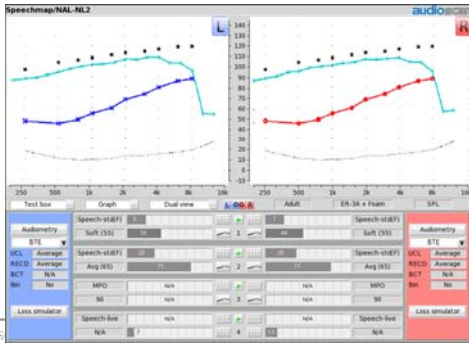 Speechmap/NAL-NL2 audioscan
L R
140
130
120
110
100
90
80
70
60
50
40
30
20
10
0
-10
250 500 1k 2k 4k 8k 16k 250 500 1k 2k 4k 8k 16k
Test box Graph Dual view L R Adult ER-3A + Foam SPL
Audiometry Speech-std(F) Speech-std(F) Audiometry
BTE Soft (55) 1 Soft (55) BTE
UCL Average Speech-std(F) Speech-std(F) UCL Average
RECD Average Avg (65) 71 2 Avg (65) RECD Average
BCT N/A MPO N/A N/A MPO BCT N/A
Bin No 90 N/A 3 N/A 90 Bin No
Loss simulator Speech-live N/A N/A Speech-live Loss simulator
N/A 7 4 N/A